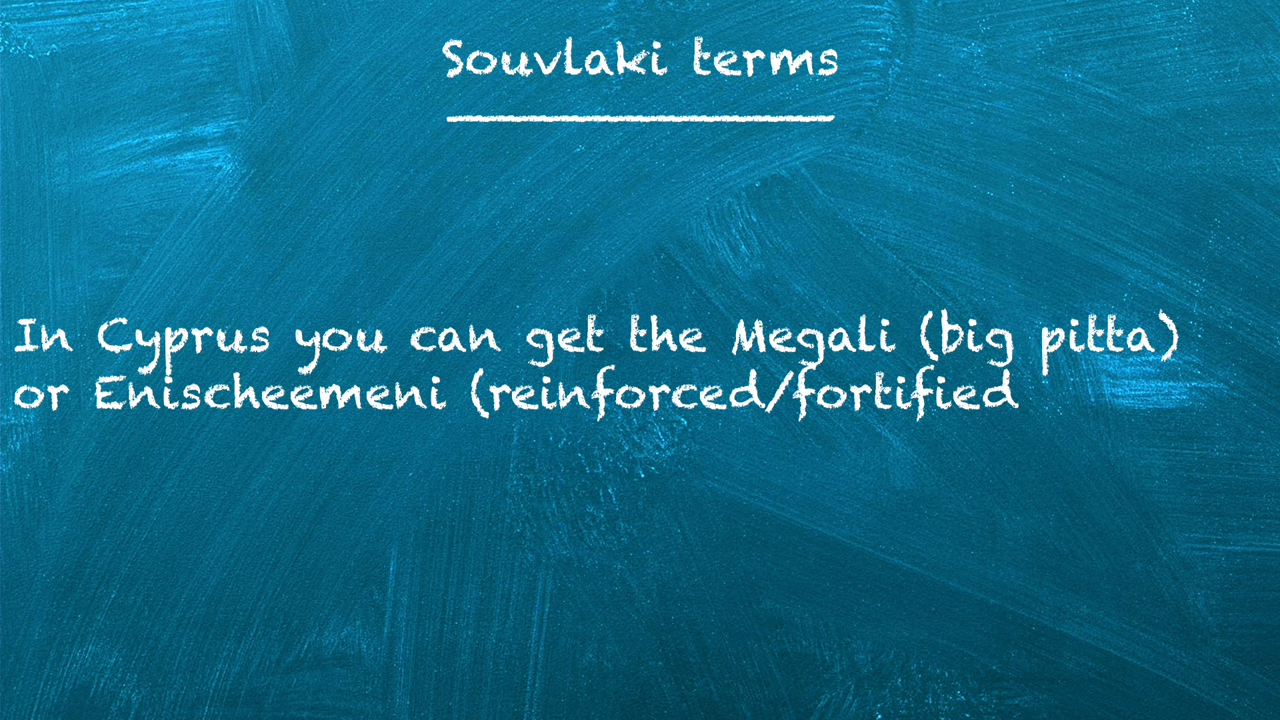 Souvlaki terms
In Cyprus you can get the Megali (big pitta)
or Enischeemeni (reinforced/fortified